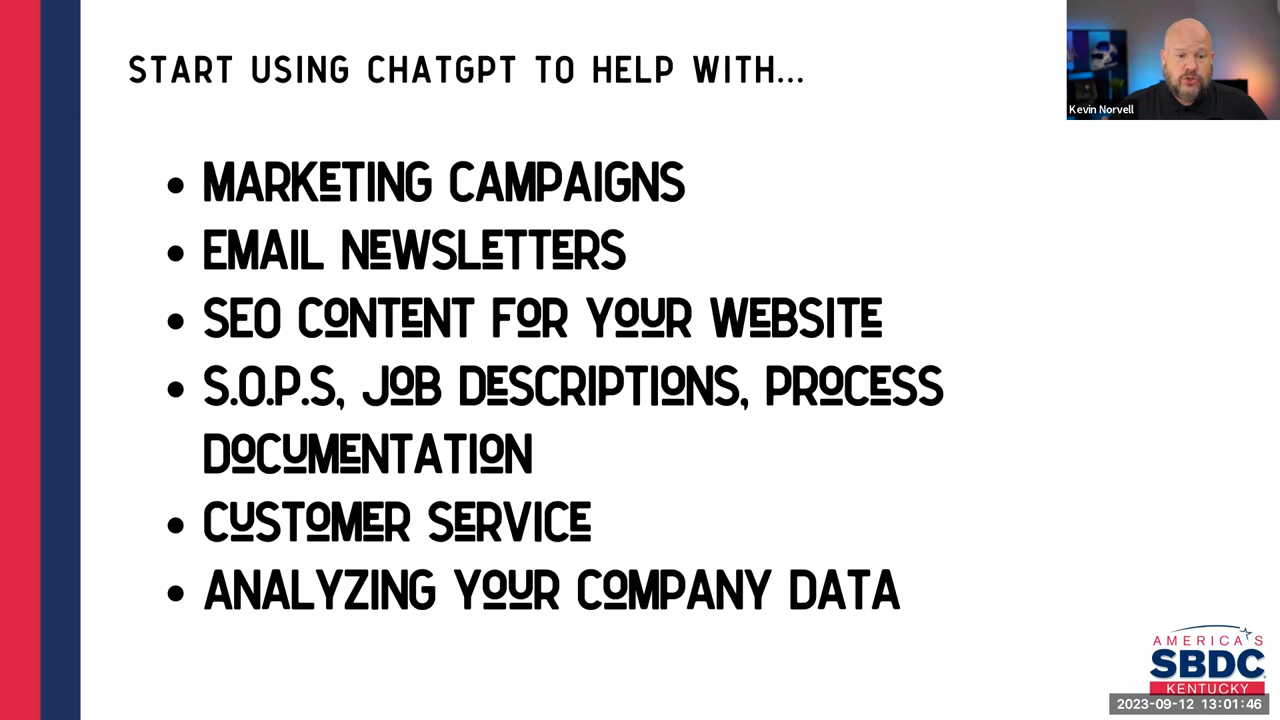 START USING CHATGPT TO HELP WITH...
Kevin Norvell
• MARKETING CAMPAIGNS
• EMAIL NEWSLETTERS
• SEO CONTENT FOR YOUR WEBSITE
• S.O.P.S, JOB DESCRIPTIONS, PROCESS
DOCUMENTATION
• CUSTOMER SERVICE
• ANALYZING YOUR COMPANY DATA
AMERICA'S
SBDC
KENTUCKY
2023-09-12 13:01:46